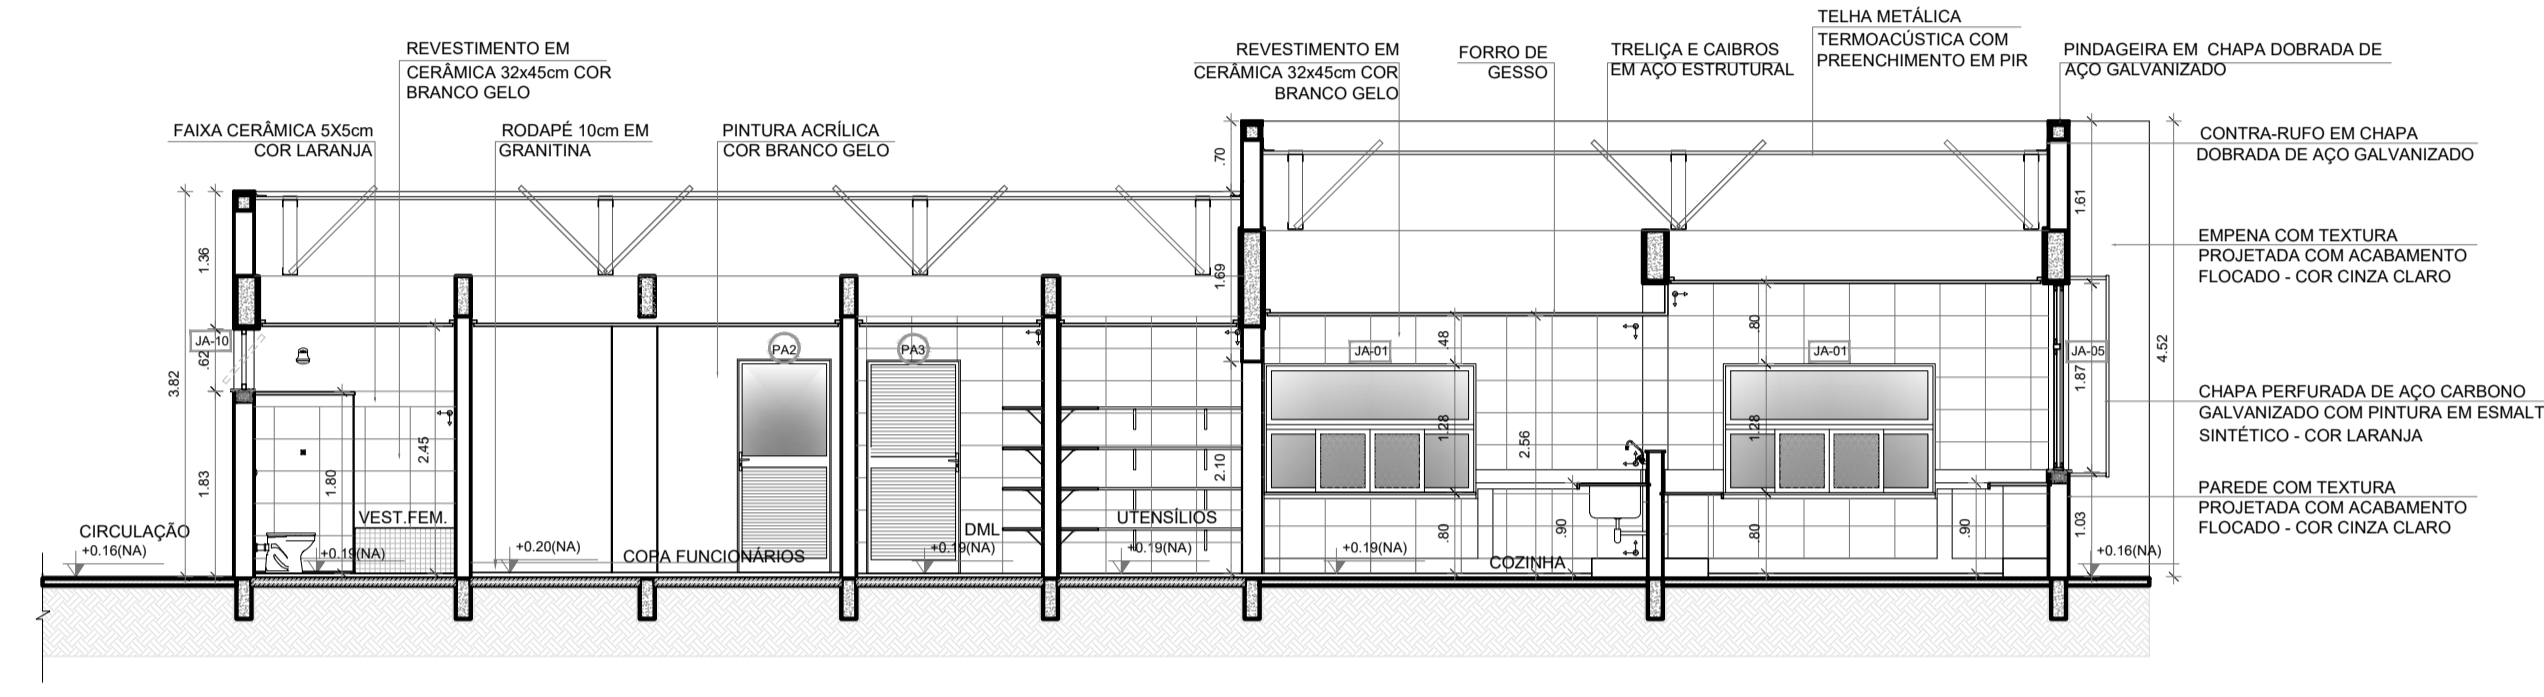 TELHA METÁLICA
TERMOACÚSTICA COM
PREENCHIMENTO EM PIR
REVESTIMENTO EM
CERÂMICA 32x45cm COR
BRANCO GELO
REVESTIMENTO EM
CERÂMICA 32x45cm COR
BRANCO GELO
FORRO DE
GESSO
TRELIÇA E CAIBROS
EM AÇO ESTRUTURAL
PINDAGEIRA EM CHAPA DOBRADA DE
AÇO GALVANIZADO
FAIXA CERÂMICA 5X5cm
COR LARANJA
RODAPÉ 10cm EM
GRANITINA
PINTURA ACRÍLICA
COR BRANCO GELO
CONTRA-RUFO EM CHAPA
DOBRADA DE AÇO GALVANIZADO
.70
1.61
1.36
1.69
EMPENA COM TEXTURA
PROJETADA COM ACABAMENTO
FLOCADO - COR CINZA CLARO
JA-10
.62
3.82
PA2
PA3
.48
JA-01
.80
JA-01
JA-05
1.87
4.52
CHAPA PERFURADA DE AÇO CARBONO
GALVANIZADO COM PINTURA EM ESMALT
SINTÉTICO - COR LARANJA
1.83
1.80
2.45
2.10
1.28
2.56
1.28
PAREDE COM TEXTURA
PROJETADA COM ACABAMENTO
FLOCADO - COR CINZA CLARO
CIRCULAÇÃO
+0.16(NA)
VEST.FEM.
+0.19(NA)
+0.20(NA)
COPA FUNCIONÁRIOS
DML
+0.19(NA)
UTENSÍLIOS
+0.19(NA)
+0.19(NA)
.80
COZINHA
.90
.80
.90
1.03
+0.16(NA)